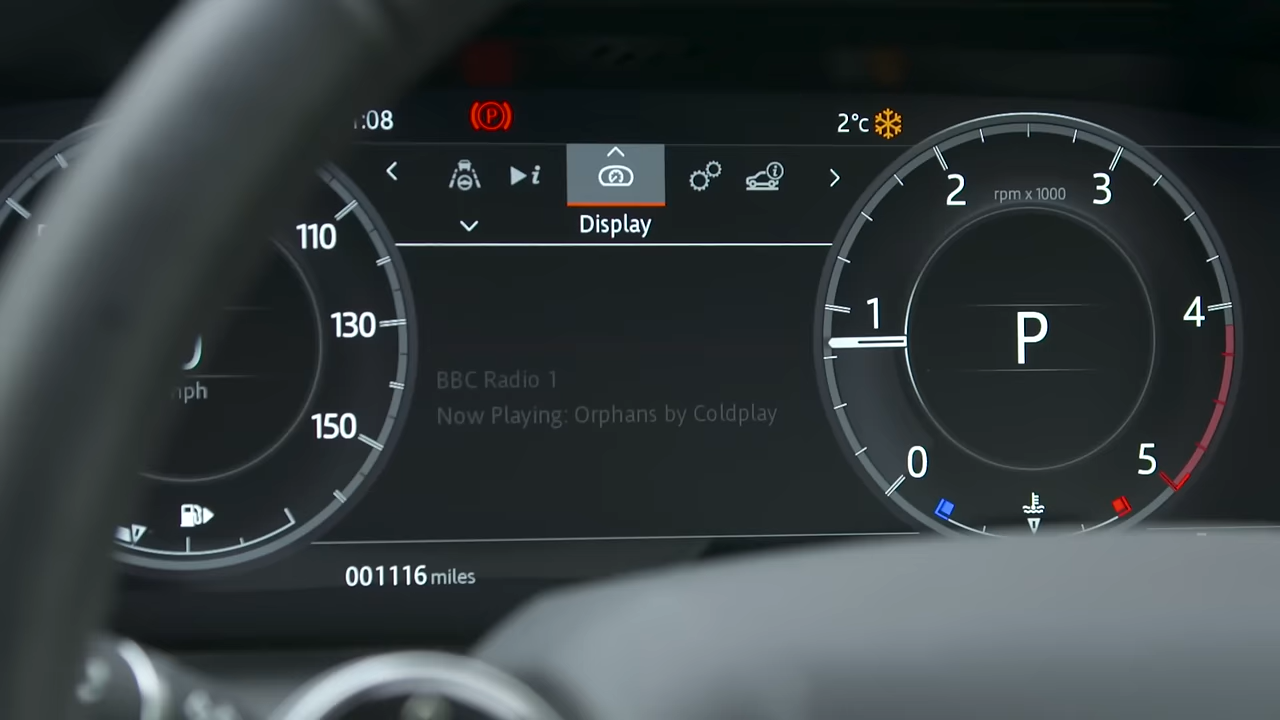 :08
2°C
Display
110
130
150
mph
BBC Radio 1
Now Playing: Orphans by Coldplay
001116 miles
rpm x 1000
0
1
2
3
4
5
P
P